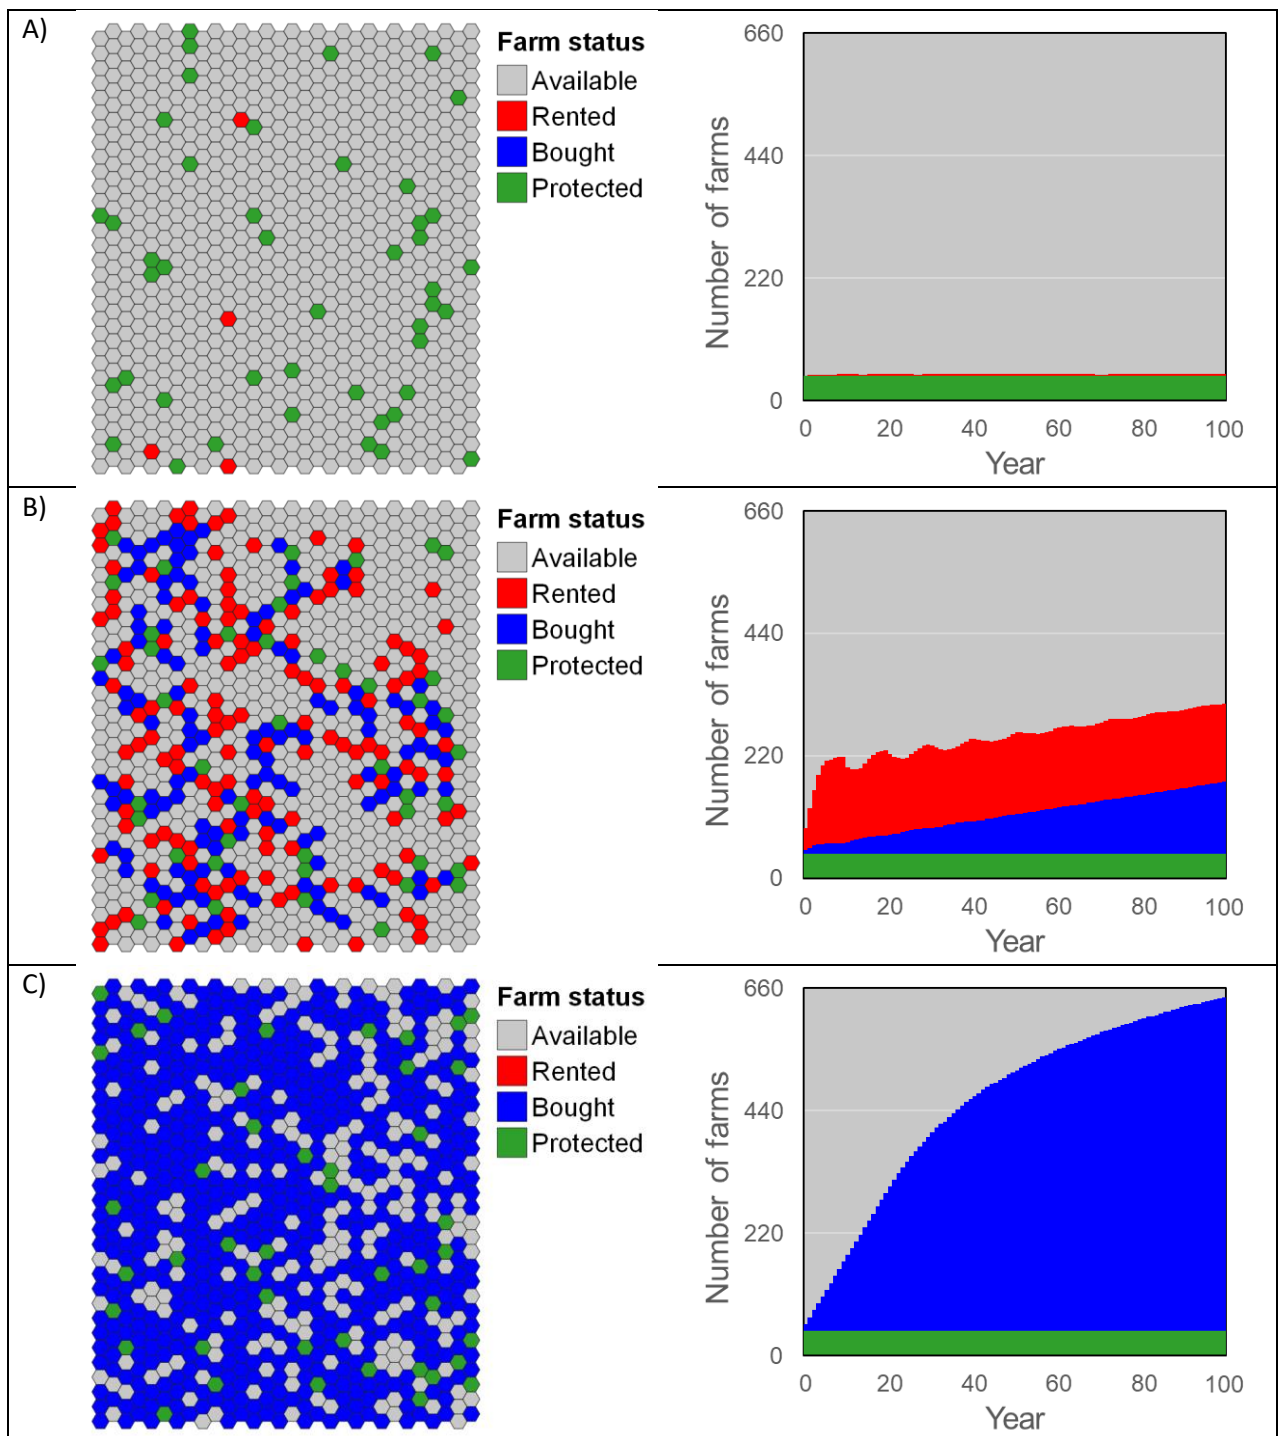 A)
Farm status
Available
Rented
Bought
Protected
Number of farms
660
440
220
0
0 20 40 60 80 100
Year
B)
Farm status
Available
Rented
Bought
Protected
Number of farms
660
440
220
0
0 20 40 60 80 100
Year
C)
Farm status
Available
Rented
Bought
Protected
Number of farms
660
440
220
0
0 20 40 60 80 100
Year